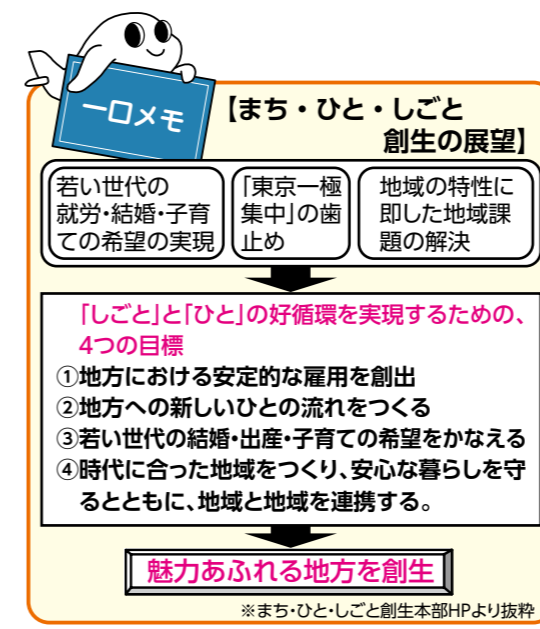 一口メモ
【まち・ひと・しごと
創生の展望】
若い世代の
就労・結婚・子育
ての希望の実現
「東京一極
集中」の歯
止め
地域の特性に
即した地域課
題の解決
「しごと」と「ひと」の好循環を実現するための、
4つの目標
①地方における安定的な雇用を創出
②地方への新しいひとの流れをつくる
③若い世代の結婚・出産・子育ての希望をかなえる
④時代に合った地域をつくり、安心な暮らしを守
るとともに、地域と地域を連携する。
魅力あふれる地方を創生
※まち・ひと・しごと創生本部HPより抜粋